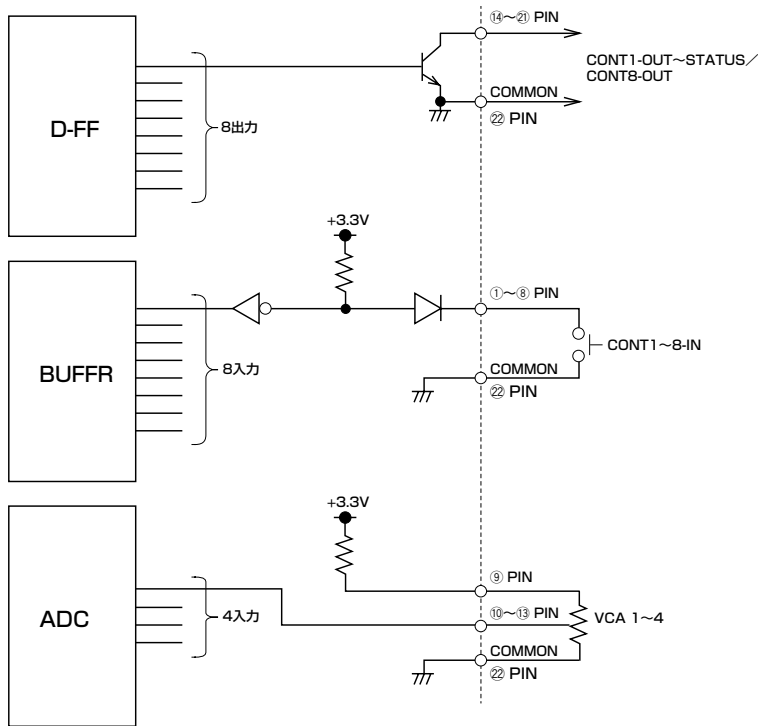 ⑭～㉑ PIN
CONT1-OUT～STATUS／
CONT8-OUT
COMMON
㉒ PIN
D-FF
8出力
+3.3V
①～⑧ PIN
BUFFR
8入力
CONT1～8-IN
COMMON
㉒ PIN
+3.3V
⑨ PIN
ADC
4入力
⑩～⑬ PIN
VCA 1～4
COMMON
㉒ PIN